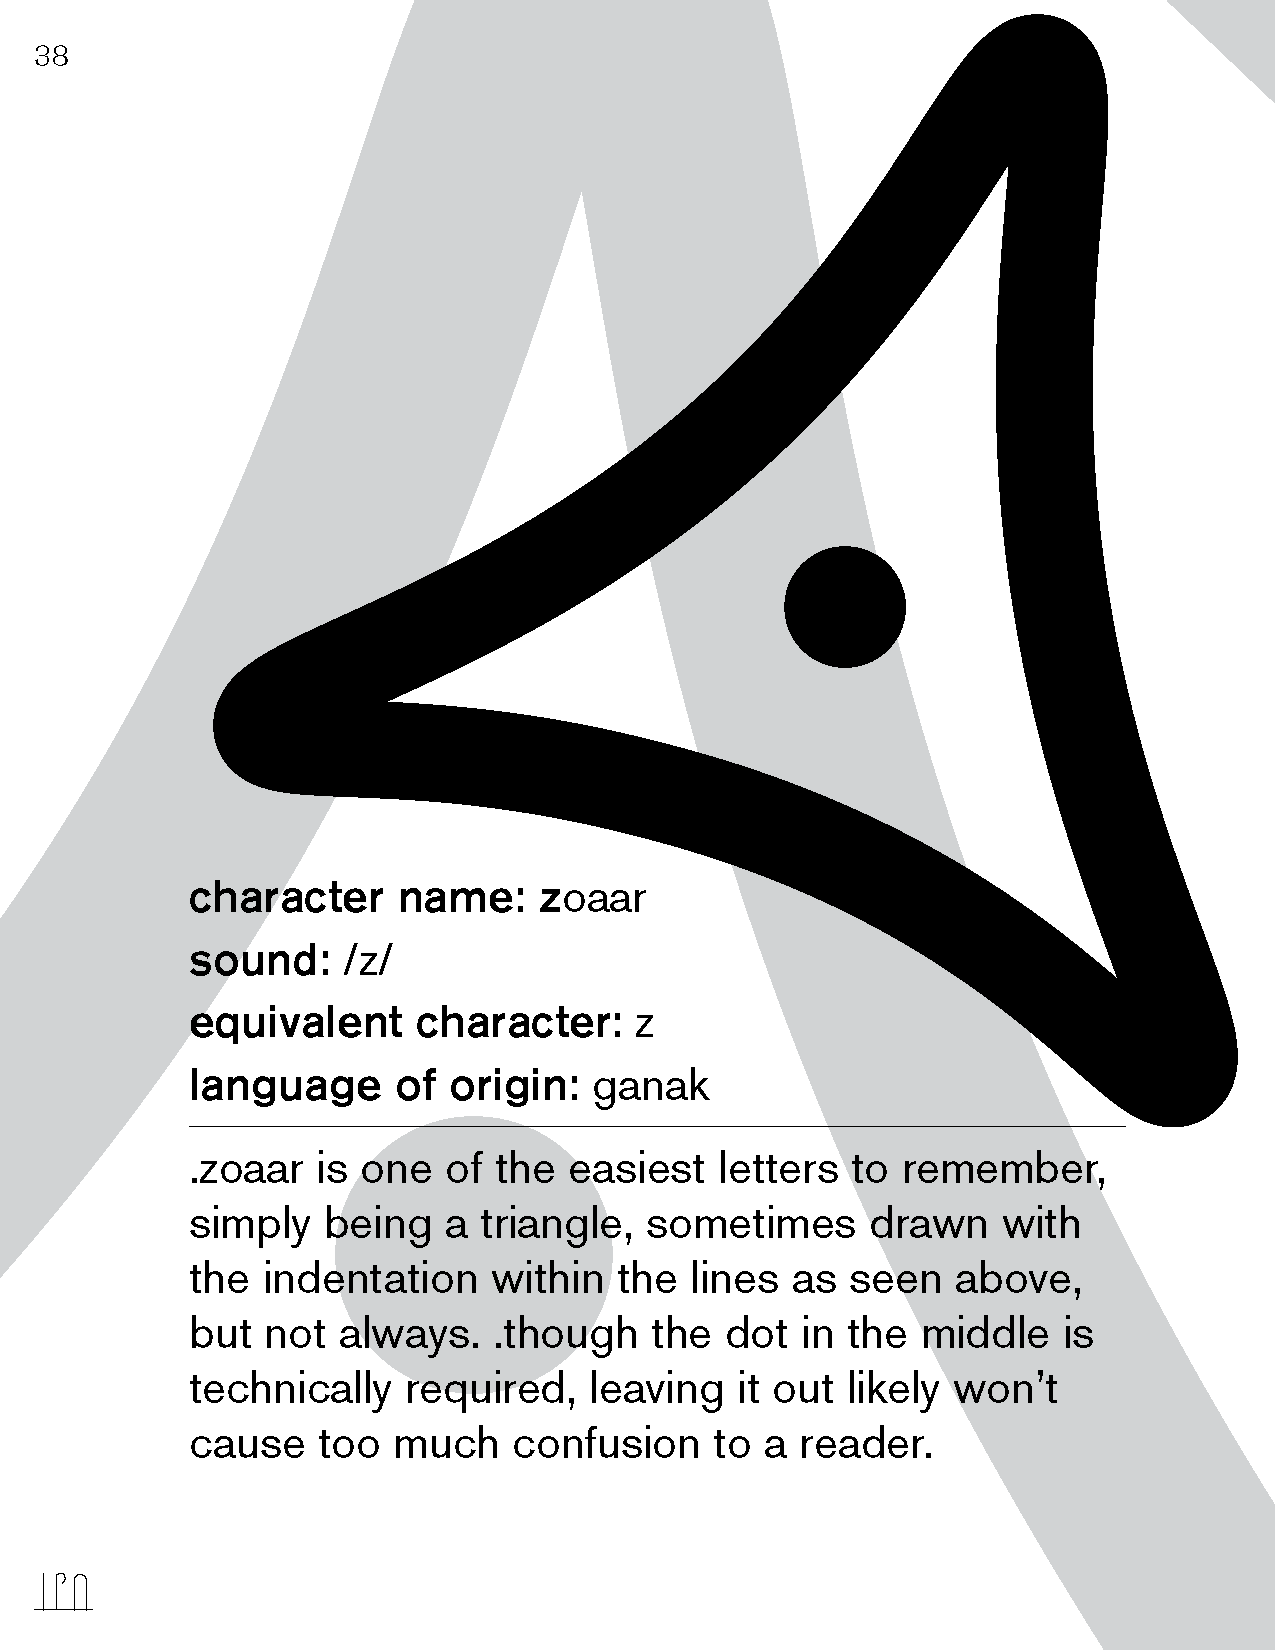 38
character name: zoaar
sound: /z/
equivalent character: z
language of origin: ganak
.zoaar is one of the easiest letters to remember,
simply being a triangle, sometimes drawn with
the indentation within the lines as seen above,
but not always. .though the dot in the middle is
technically required, leaving it out likely won’t
cause too much confusion to a reader.